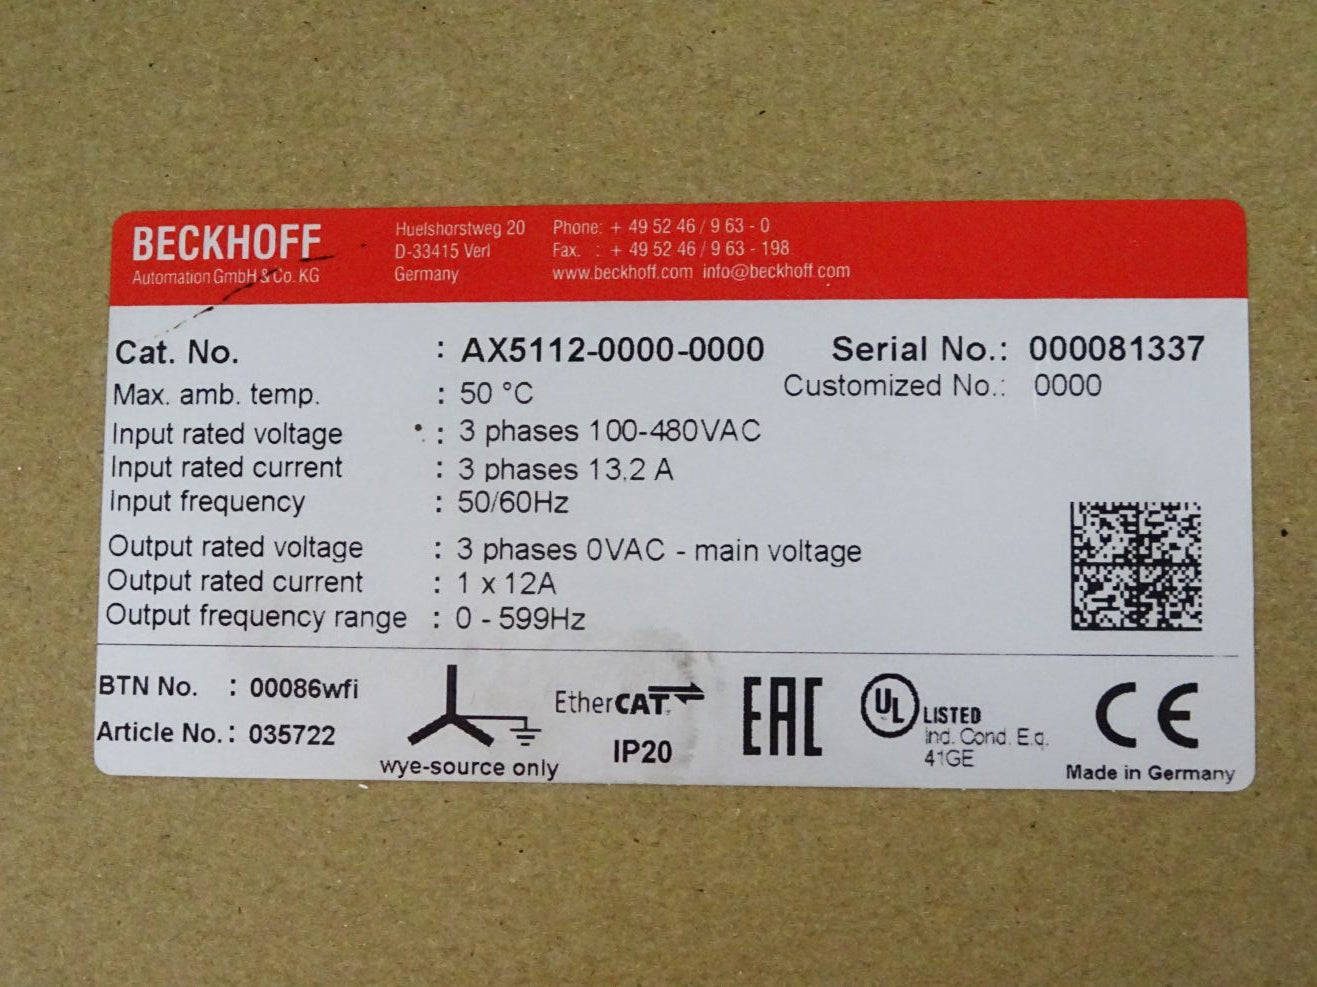 BECKHOFF
Automation GmbH & Co. KG
Huelshorstweg 20
D-33415 Verl
Germany
Phone: + 49 52 46 / 9 63 - 0
Fax. : + 49 52 46 / 9 63 - 198
www.beckhoff.com info@beckhoff.com
Cat. No. : AX5112-0000-0000 Serial No.: 000081337
Max. amb. temp. : 50 °C Customized No.: 0000
Input rated voltage : 3 phases 100-480VAC
Input rated current : 3 phases 13,2 A
Input frequency : 50/60Hz
Output rated voltage : 3 phases 0VAC - main voltage
Output rated current : 1 x 12A
Output frequency range : 0 - 599Hz
BTN No. : 00086wfi
Article No.: 035722
wye-source only
EtherCAT
IP20
EAC
UL LISTED
Ind. Cond. Eq.
41GE
CE
Made in Germany